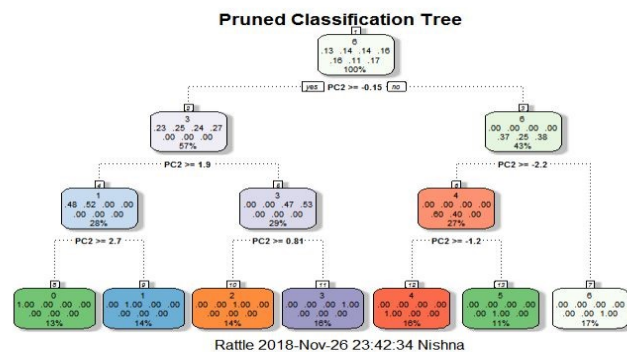 Pruned Classification Tree
1
6
.13 .14 .14 .16
.16 .11 .17
100%
yes PC2 >= -0.15 no
2
3
.23 .25 .24 .27
.00 .00 .00
57%
3
6
.00 .00 .00 .00
.37 .25 .38
43%
PC2 >= 1.9
PC2 >= -2.2
4
1
.48 .52 .00 .00
.00 .00 .00
28%
5
3
.00 .00 .47 .53
.00 .00 .00
29%
6
4
.00 .00 .00 .00
.60 .40 .00
27%
PC2 >= 2.7
PC2 >= 0.81
PC2 >= -1.2
8
0
1.00 .00 .00 .00
.00 .00 .00
13%
9
1
.00 1.00 .00 .00
.00 .00 .00
14%
10
2
.00 .00 1.00 .00
.00 .00 .00
14%
11
3
.00 .00 .00 1.00
.00 .00 .00
16%
12
4
.00 .00 .00 .00
1.00 .00 .00
16%
13
5
.00 .00 .00 .00
.00 1.00 .00
11%
7
6
.00 .00 .00 .00
.00 .00 1.00
17%
Rattle 2018-Nov-26 23:42:34 Nishna